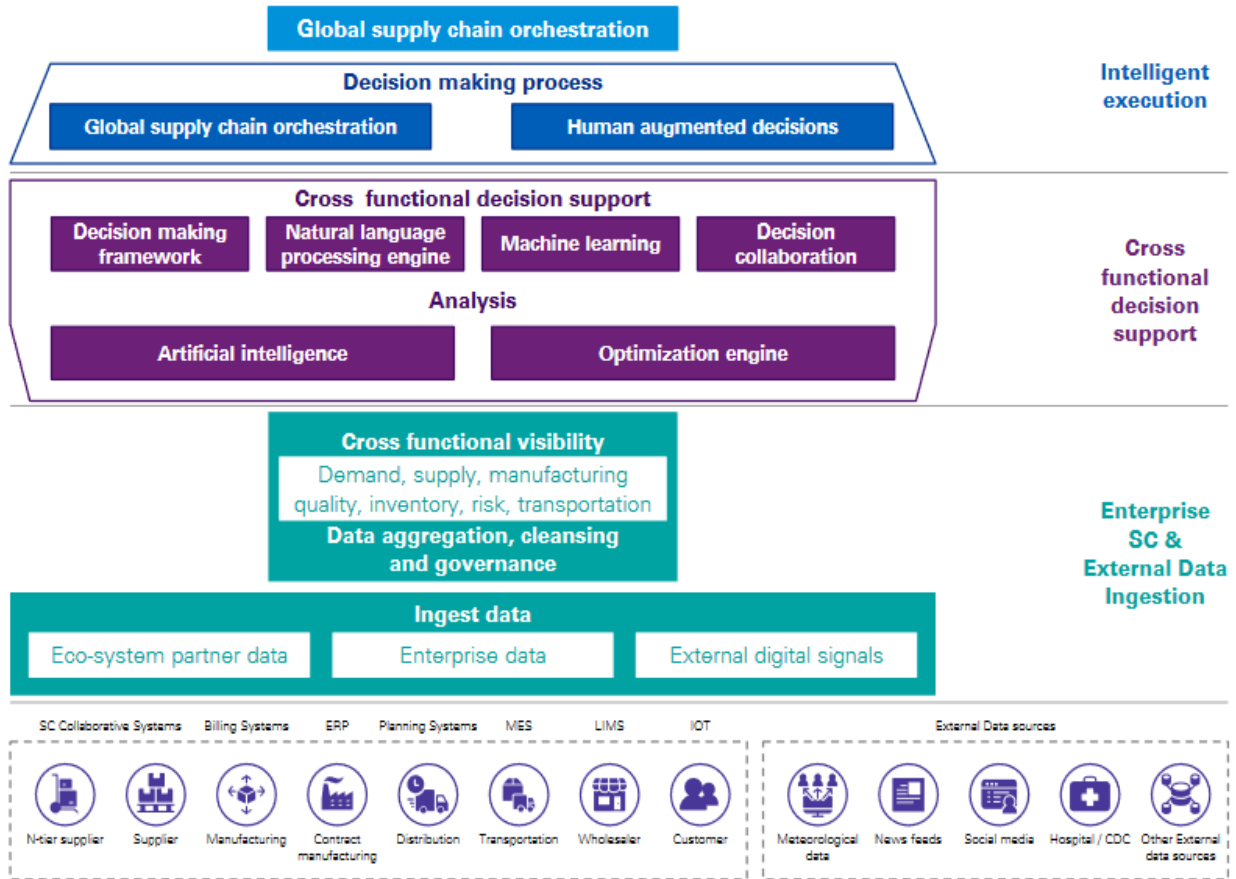 Global supply chain orchestration
Decision making process
Global supply chain orchestration
Human augmented decisions
Intelligent
execution
Cross functional decision support
Decision making
framework
Natural language
processing engine
Machine learning
Decision
collaboration
Analysis
Artificial intelligence
Optimization engine
Cross
functional
decision
support
Cross functional visibility
Demand, supply, manufacturing
quality, inventory, risk, transportation
Data aggregation, cleansing
and governance
Ingest data
Eco-system partner data
Enterprise data
External digital signals
Enterprise
SC &
External Data
Ingestion
SC Collaborative Systems
Billing Systems
ERP
Planning Systems
MES
LIMS
IOT
External Data sources
N-tier supplier
Supplier
Manufacturing
Contract
manufacturing
Distribution
Transportation
Wholesaler
Customer
Meteorological
data
News feeds
Social media
Hospital / CDC
Other External
data sources